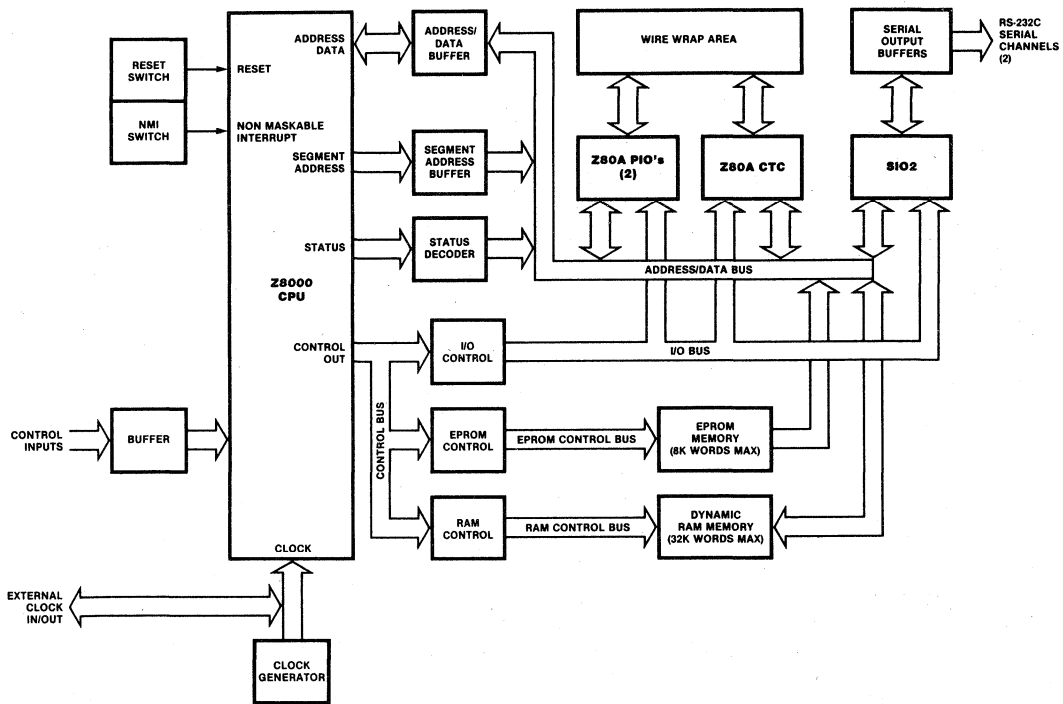 ADDRESS
DATA
ADDRESS/
DATA
BUFFER
WIRE WRAP AREA
SERIAL
OUTPUT
BUFFERS
RS-232C
SERIAL
CHANNELS
(2)
RESET
SWITCH
RESET
NMI
SWITCH
NON MASKABLE
INTERRUPT
SEGMENT
ADDRESS
SEGMENT
ADDRESS
BUFFER
Z80A PIO's
(2)
Z80A CTC
SIO2
STATUS
STATUS
DECODER
ADDRESS/DATA BUS
Z8000
CPU
CONTROL
OUT
I/O
CONTROL
I/O BUS
CONTROL BUS
CONTROL
INPUTS
BUFFER
EPROM
CONTROL
EPROM CONTROL BUS
EPROM
MEMORY
(8K WORDS MAX)
RAM
CONTROL
RAM CONTROL BUS
DYNAMIC
RAM MEMORY
(32K WORDS MAX)
CLOCK
EXTERNAL
CLOCK
IN/OUT
CLOCK
GENERATOR